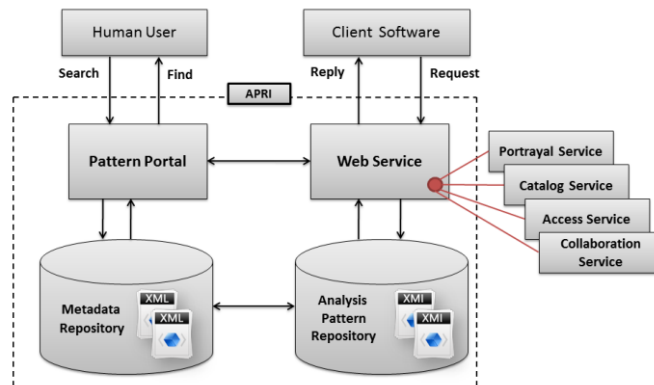 Human User
Client Software
Search
Find
Reply
Request
APRI
Pattern Portal
Web Service
Portrayal Service
Catalog Service
Access Service
Collaboration
Service
Metadata
Repository
XML
XML
Analysis
Pattern
Repository
XMI
XMI